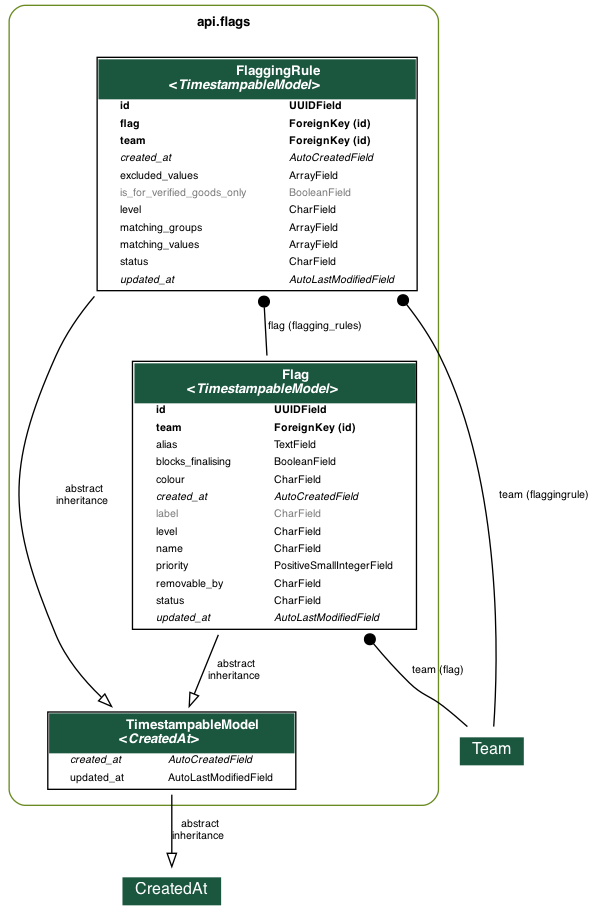 api.flags
FlaggingRule
<TimestampableModel>
id UUIDField
flag ForeignKey (id)
team ForeignKey (id)
created_at AutoCreatedField
excluded_values ArrayField
is_for_verified_goods_only BooleanField
level CharField
matching_groups ArrayField
matching_values ArrayField
status CharField
updated_at AutoLastModifiedField
flag (flagging_rules)
Flag
<TimestampableModel>
id UUIDField
team ForeignKey (id)
alias TextField
blocks_finalising BooleanField
colour CharField
created_at AutoCreatedField
label CharField
level CharField
name CharField
priority PositiveSmallIntegerField
removable_by CharField
status CharField
updated_at AutoLastModifiedField
abstract
inheritance
team (flaggingrule)
abstract
inheritance
team (flag)
TimestampableModel
<CreatedAt>
created_at AutoCreatedField
updated_at AutoLastModifiedField
Team
abstract
inheritance
CreatedAt